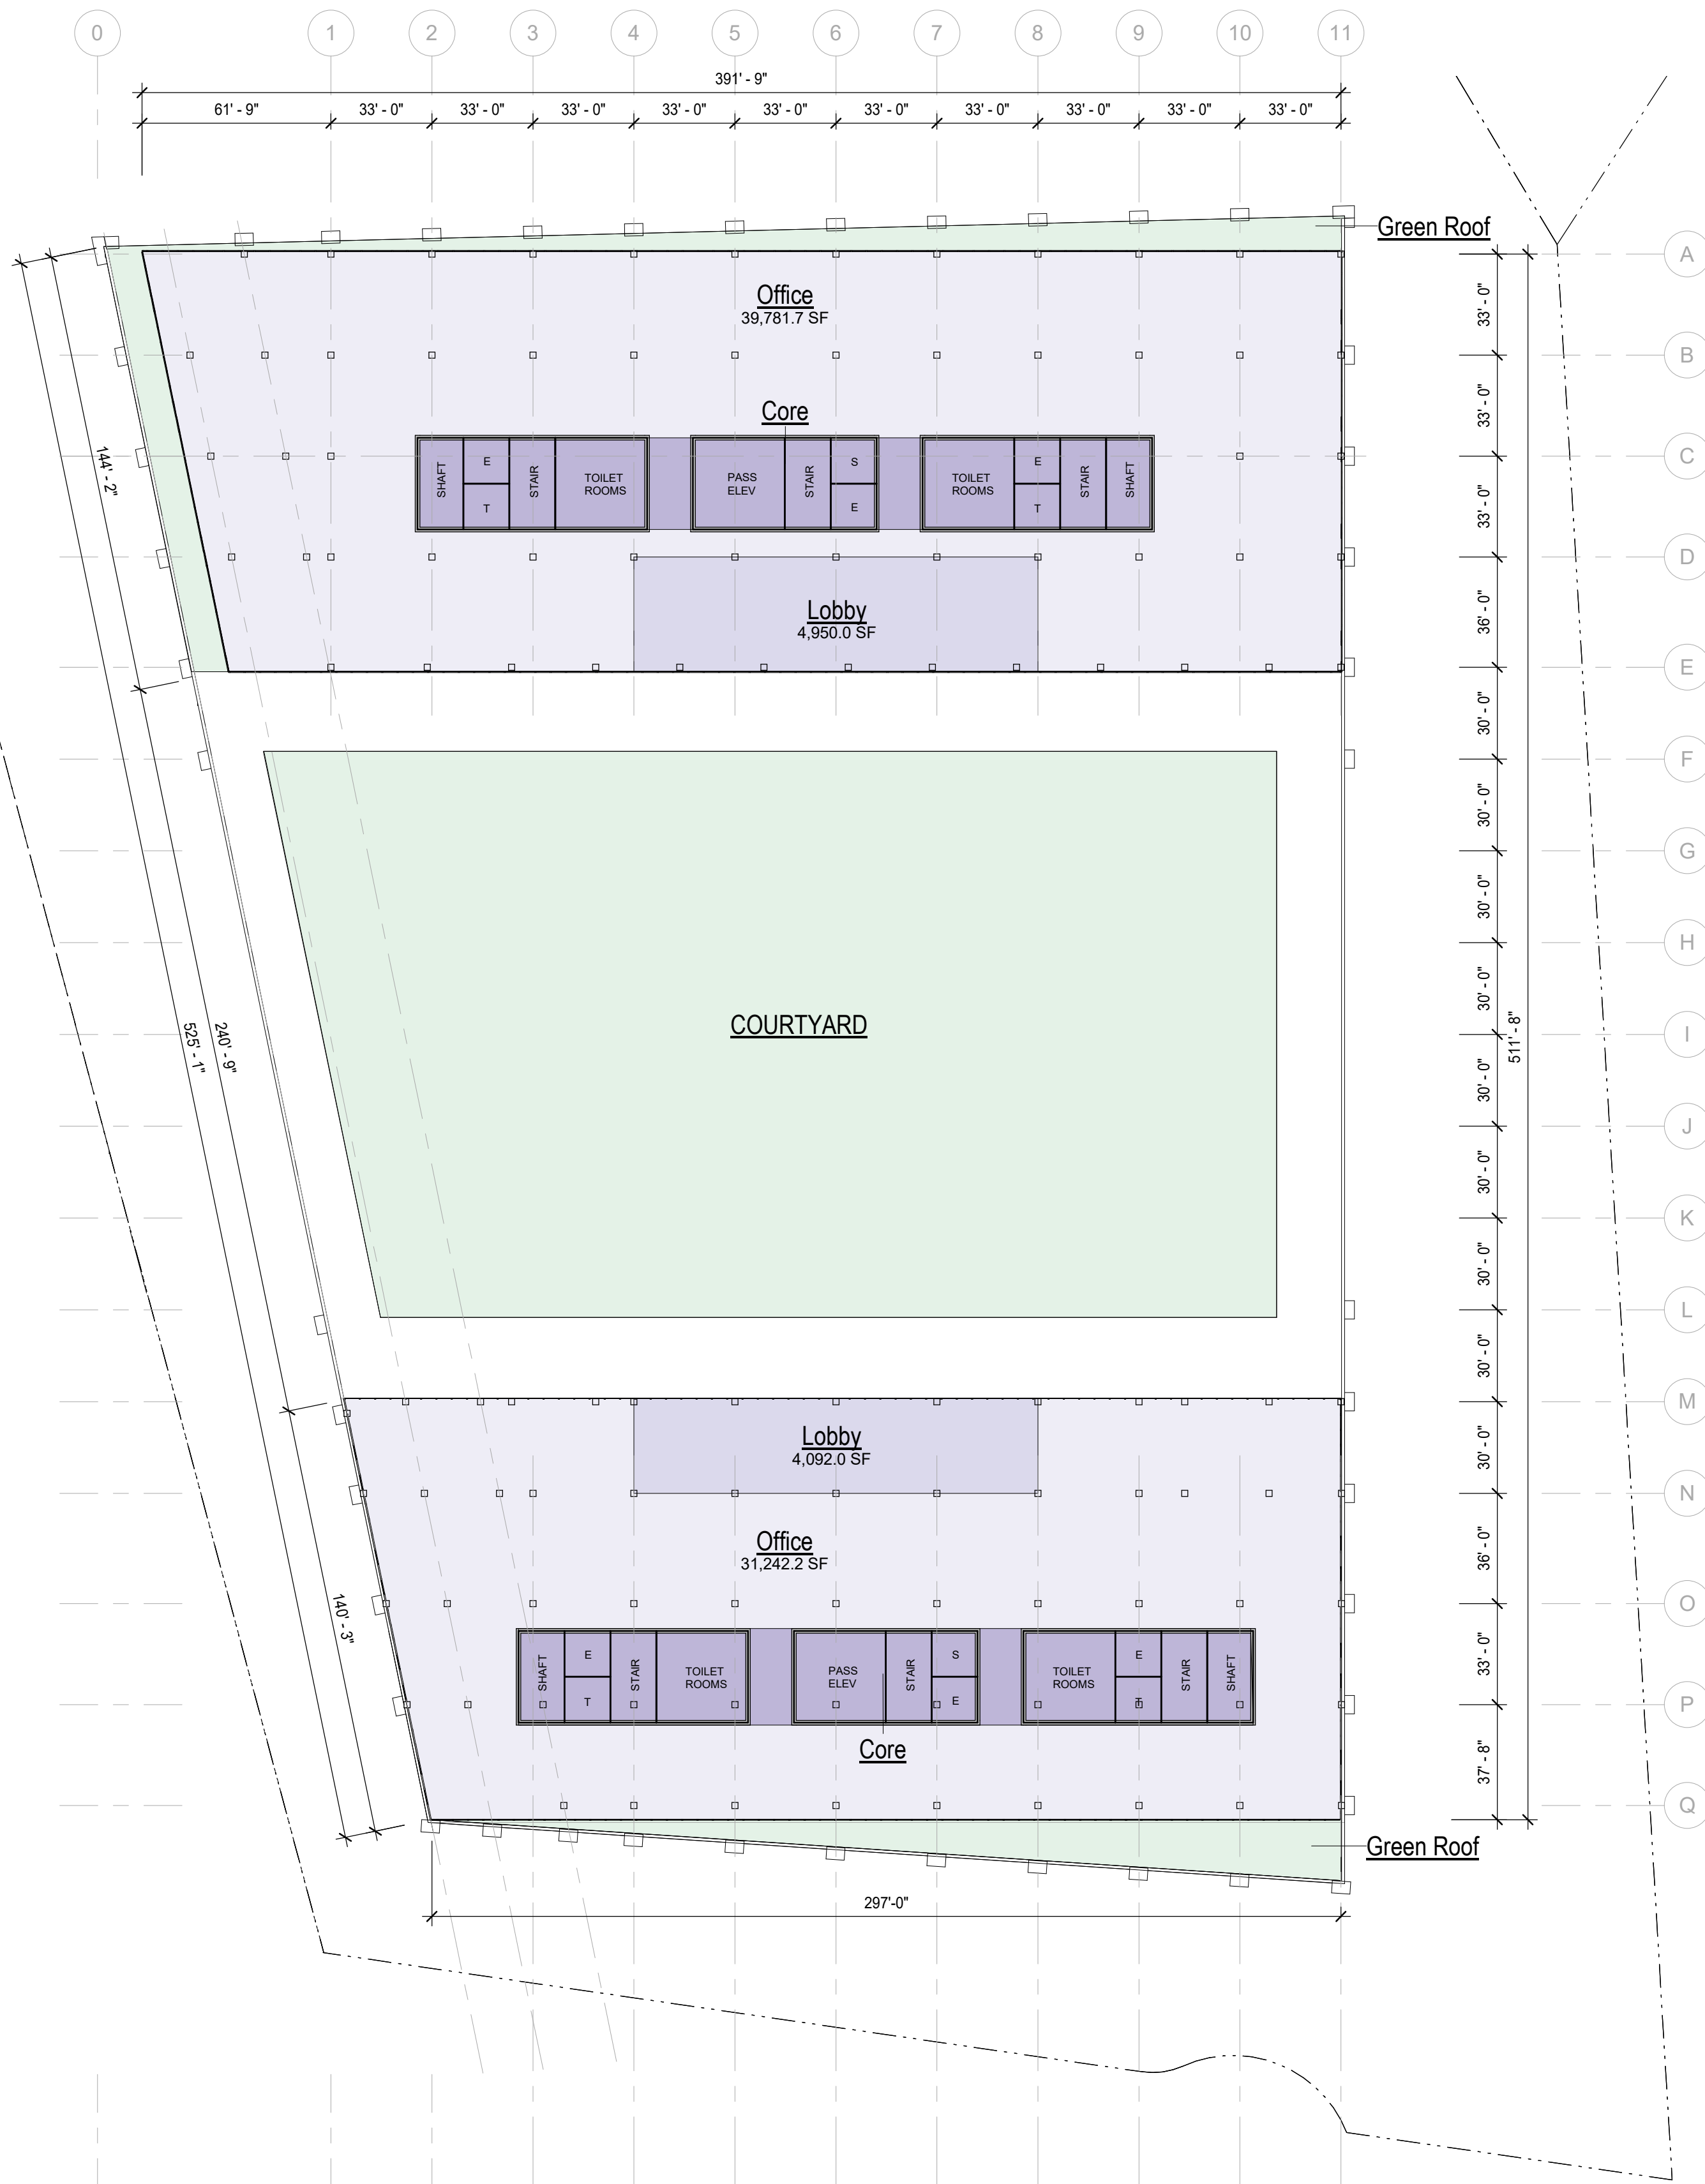 0 1 2 3 4 5 6 7 8 9 10 11
391' - 9"
61' - 9" 33' - 0" 33' - 0" 33' - 0" 33' - 0" 33' - 0" 33' - 0" 33' - 0" 33' - 0" 33' - 0" 33' - 0"
Green Roof
A
33' - 0"
Office
39,781.7 SF
B
33' - 0"
Core
144' - 2"
SHAFT
E
T
STAIR
TOILET
ROOMS
PASS
ELEV
STAIR
S
E
TOILET
ROOMS
E
T
STAIR
SHAFT
C
33' - 0"
D
36' - 0"
Lobby
4,950.0 SF
E
30' - 0"
F
30' - 0"
G
30' - 0"
H
30' - 0"
COURTYARD
525' - 1"
240' - 9"
511' - 8"
I
30' - 0"
J
30' - 0"
K
30' - 0"
L
30' - 0"
M
Lobby
4,092.0 SF
30' - 0"
N
Office
31,242.2 SF
36' - 0"
O
140' - 3"
SHAFT
E
T
STAIR
TOILET
ROOMS
PASS
ELEV
STAIR
S
E
TOILET
ROOMS
E
T
STAIR
SHAFT
33' - 0"
P
Core
37' - 8"
Q
Green Roof
297'-0"